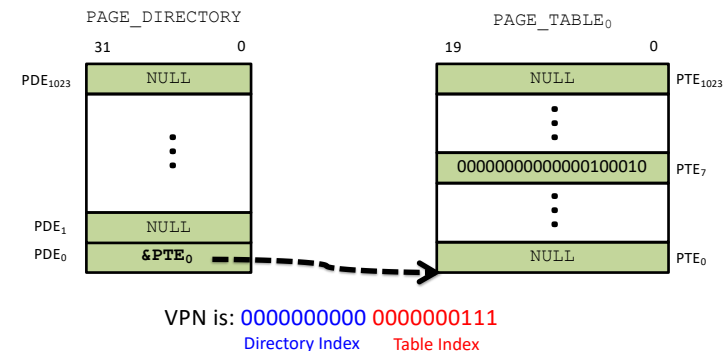 PAGE_DIRECTORY
PAGE_TABLE₀
31 0
19 0
PDE₁₀₂₃ NULL
NULL PTE₁₀₂₃
00000000000000100010 PTE₇
PDE₁ NULL
PDE₀ &PTE₀
NULL PTE₀
VPN is: 0000000000 0000000111
Directory Index Table Index